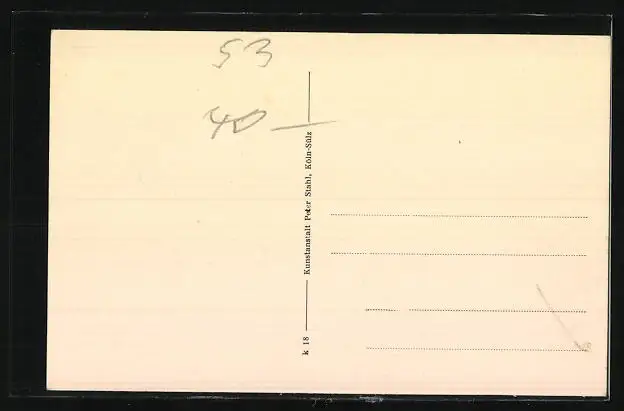 53
40 —
k 18 ——— Kunstanstalt Peter Stahl, Köln-Sülz ———